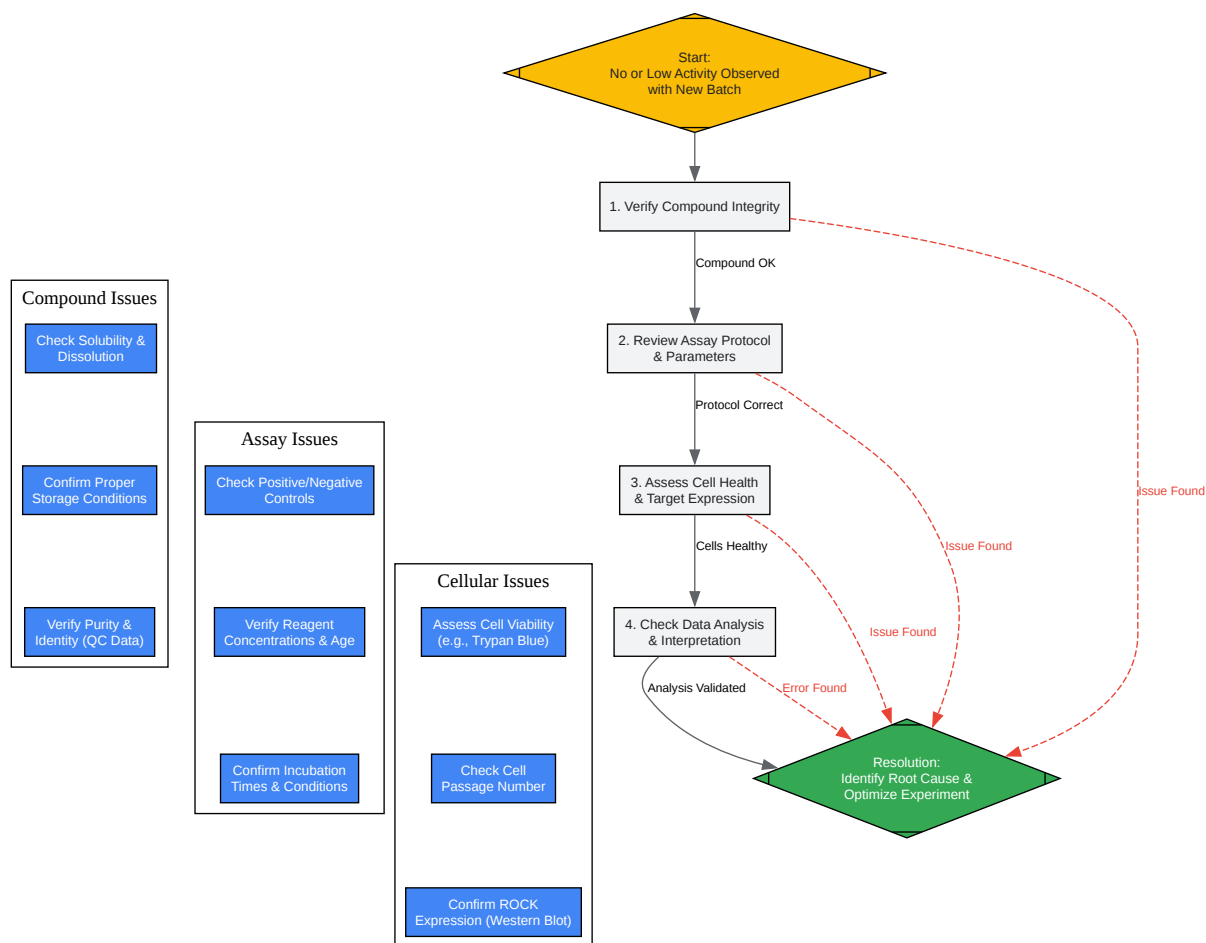 Start:
No or Low Activity Observed
with New Batch
1. Verify Compound Integrity
Compound OK
Compound Issues
Check Solubility &
Dissolution
2. Review Assay Protocol
& Parameters
Protocol Correct
Assay Issues
Confirm Proper
Storage Conditions
Check Positive/Negative
Controls
3. Assess Cell Health
& Target Expression
Issue Found
Cells Healthy
Issue Found
Cellular Issues
Verify Purity &
Identity (QC Data)
Verify Reagent
Concentrations & Age
Assess Cell Viability
(e.g., Trypan Blue)
4. Check Data Analysis
& Interpretation
Issue Found
Analysis Validated
Error Found
Confirm Incubation
Times & Conditions
Check Cell
Passage Number
Resolution:
Identify Root Cause &
Optimize Experiment
Confirm ROCK
Expression (Western Blot)